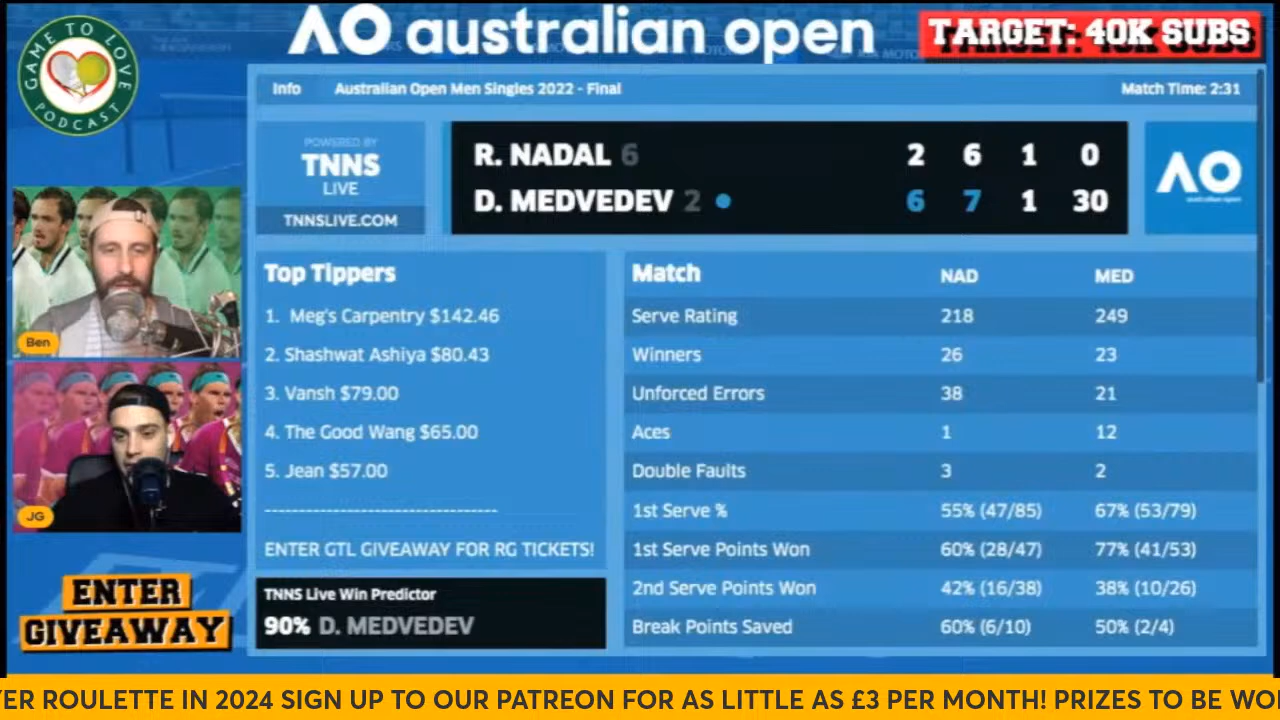 GAME TO LOVE
PODCAST
AO australian open
TARGET: 40K SUBS
Info
Australian Open Men Singles 2022 - Final
Match Time: 2:31
POWERED BY
TNNS
LIVE
TNNSLIVE.COM
R. NADAL 6 2 6 1 0
D. MEDVEDEV 2 6 7 1 30
AO
australian open
Ben
JG
Top Tippers
1. Meg's Carpentry $142.46
2. Shashwat Ashiya $80.43
3. Vansh $79.00
4. The Good Wang $65.00
5. Jean $57.00
----------------------------------
ENTER GTL GIVEAWAY FOR RG TICKETS!
TNNS Live Win Predictor
90% D. MEDVEDEV
Match NAD MED
Serve Rating 218 249
Winners 26 23
Unforced Errors 38 21
Aces 1 12
Double Faults 3 2
1st Serve % 55% (47/85) 67% (53/79)
1st Serve Points Won 60% (28/47) 77% (41/53)
2nd Serve Points Won 42% (16/38) 38% (10/26)
Break Points Saved 60% (6/10) 50% (2/4)
ENTER
GIVEAWAY
YER ROULETTE IN 2024 SIGN UP TO OUR PATREON FOR AS LITTLE AS £3 PER MONTH! PRIZES TO BE WO